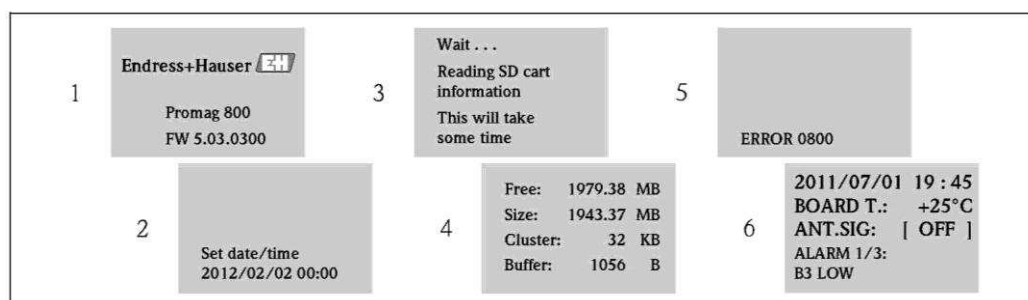 1
Endress+Hauser EH
Promag 800
FW 5.03.0300
2
Set date/time
2012/02/02 00:00
3
Wait . . .
Reading SD cart
information
This will take
some time
4
Free: 1979.38 MB
Size: 1943.37 MB
Cluster: 32 KB
Buffer: 1056 B
5
ERROR 0800
6
2011/07/01 19 : 45
BOARD T.: +25°C
ANT.SIG: [ OFF ]
ALARM 1/3:
B3 LOW